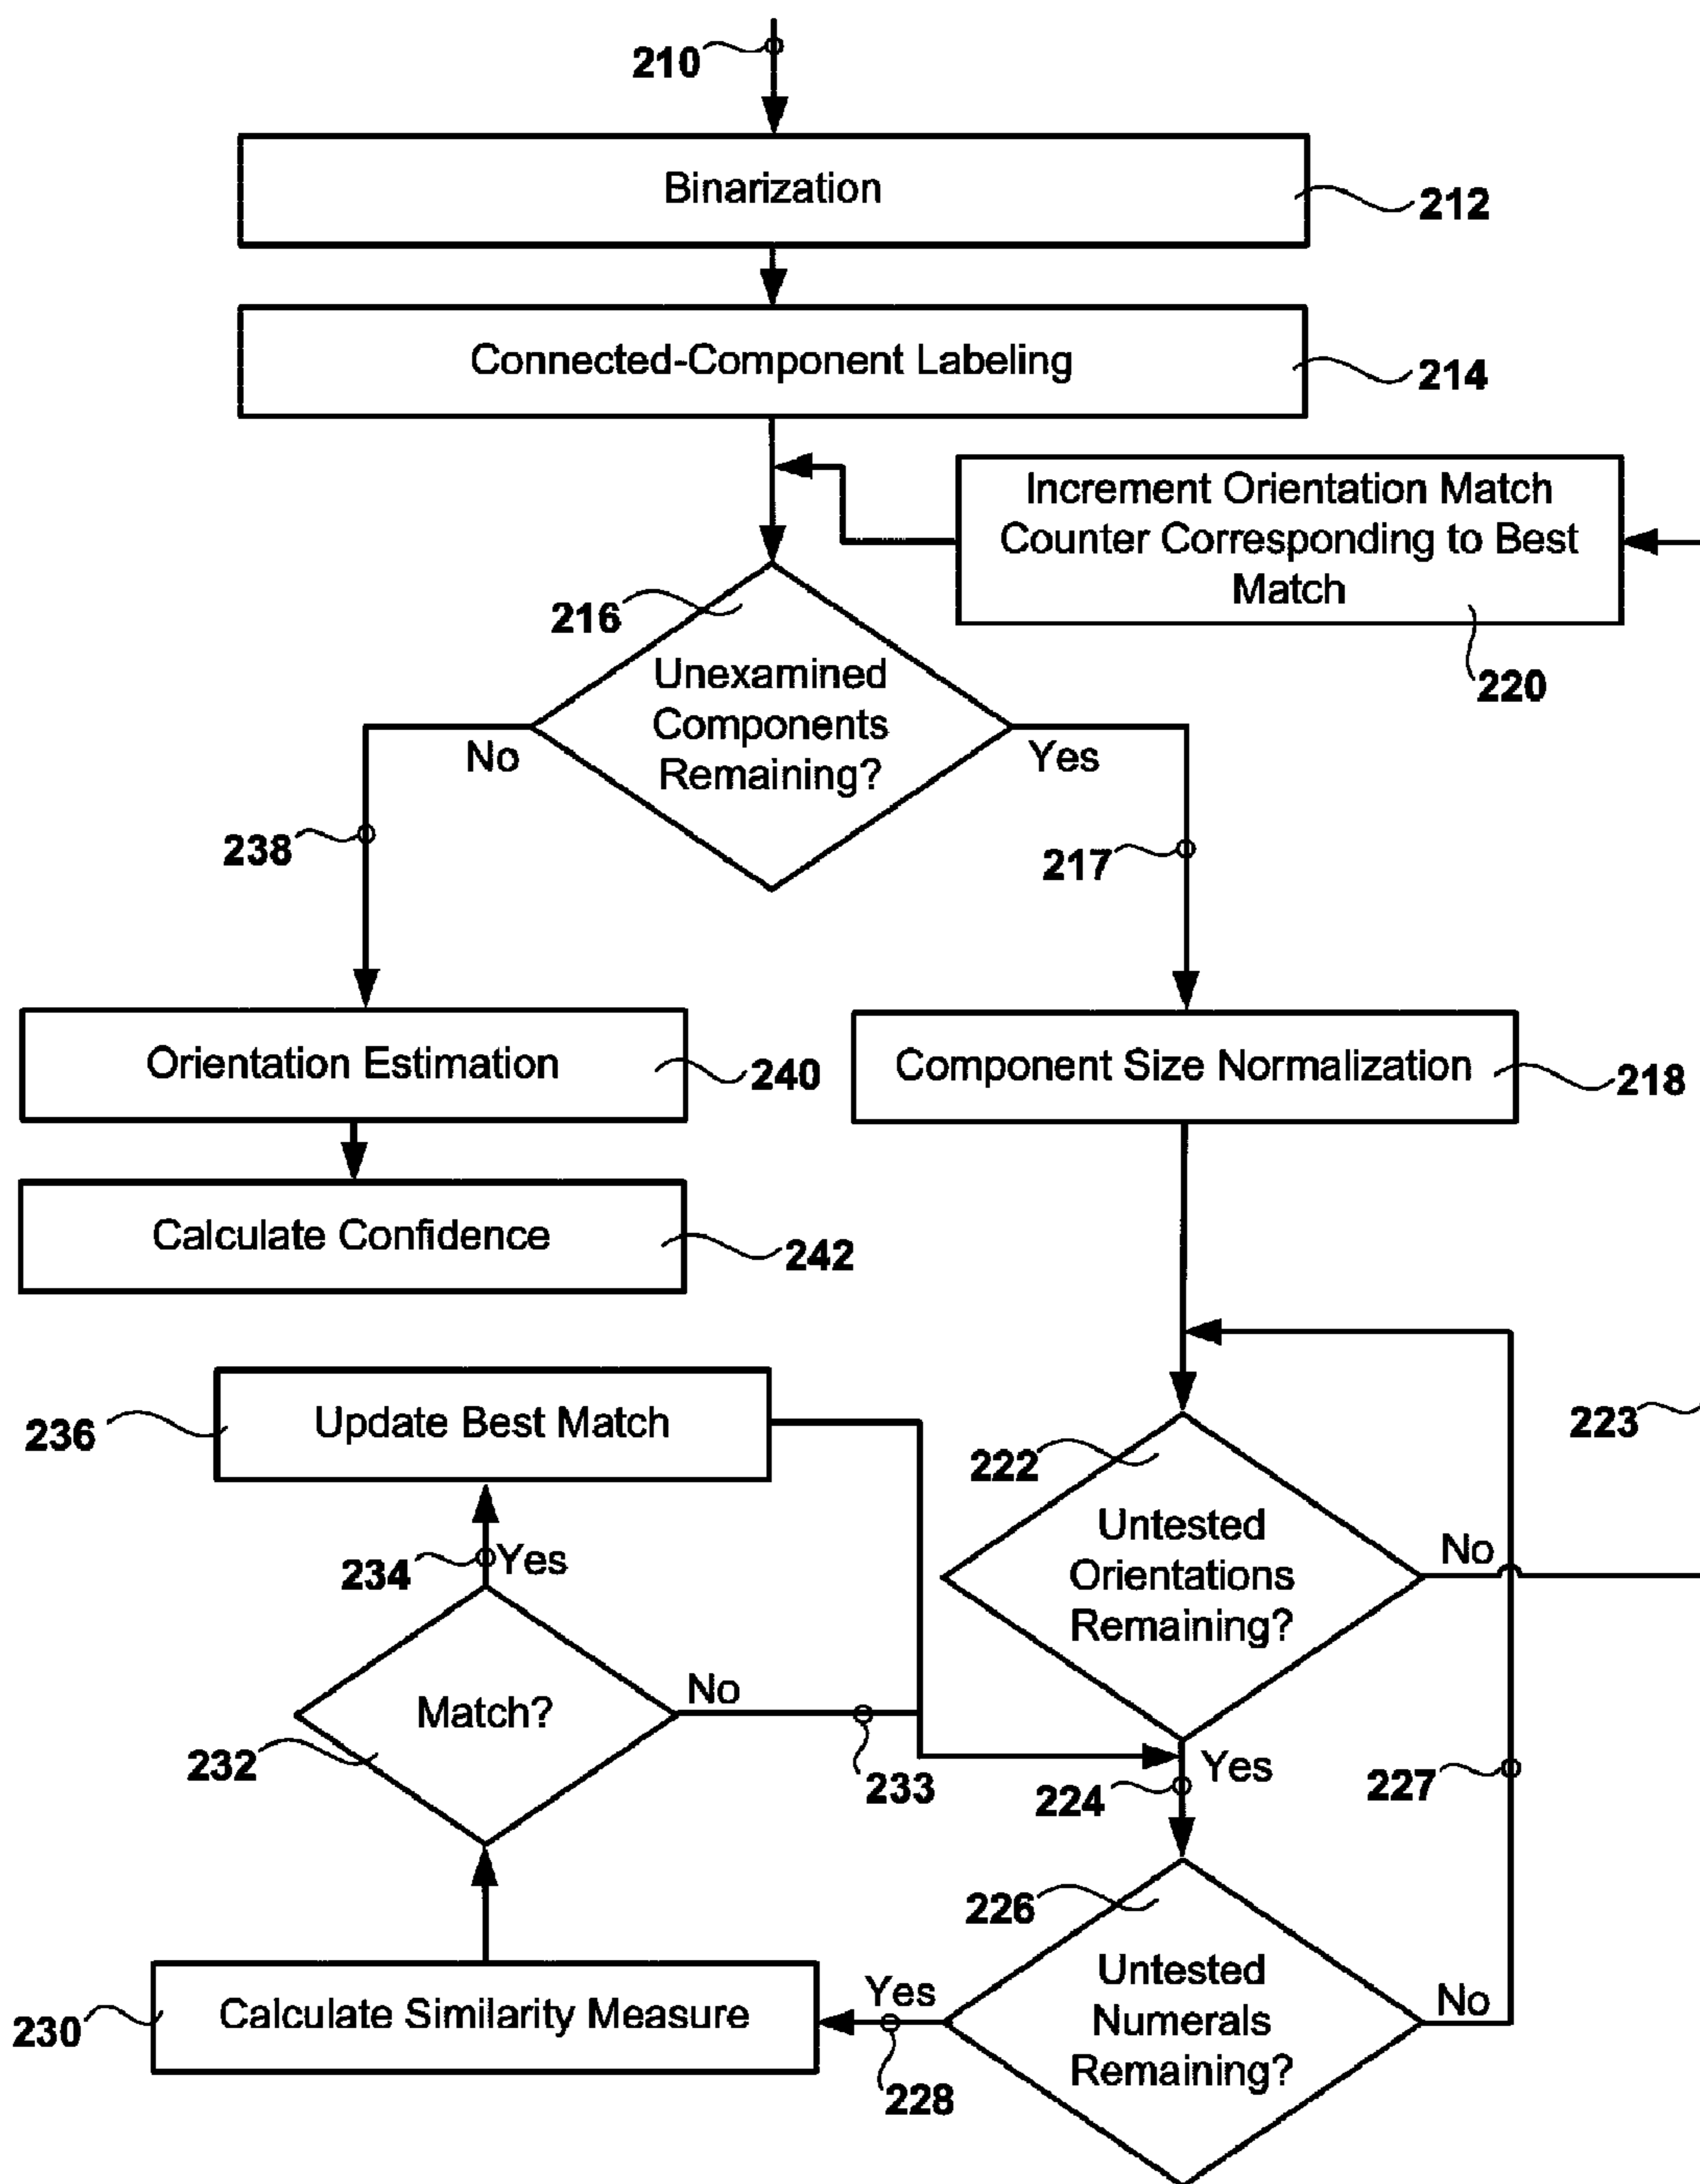 210
Binarization
212
Connected-Component Labeling
214
Increment Orientation Match
Counter Corresponding to Best
Match
220
216
Unexamined
Components
Remaining?
No
Yes
238
217
Orientation Estimation
240
Component Size Normalization
218
Calculate Confidence
242
Update Best Match
236
223
222
Untested
Orientations
Remaining?
No
234
Yes
Match?
No
232
233
Yes
224
227
226
Untested
Numerals
Remaining?
No
Yes
228
Calculate Similarity Measure
230